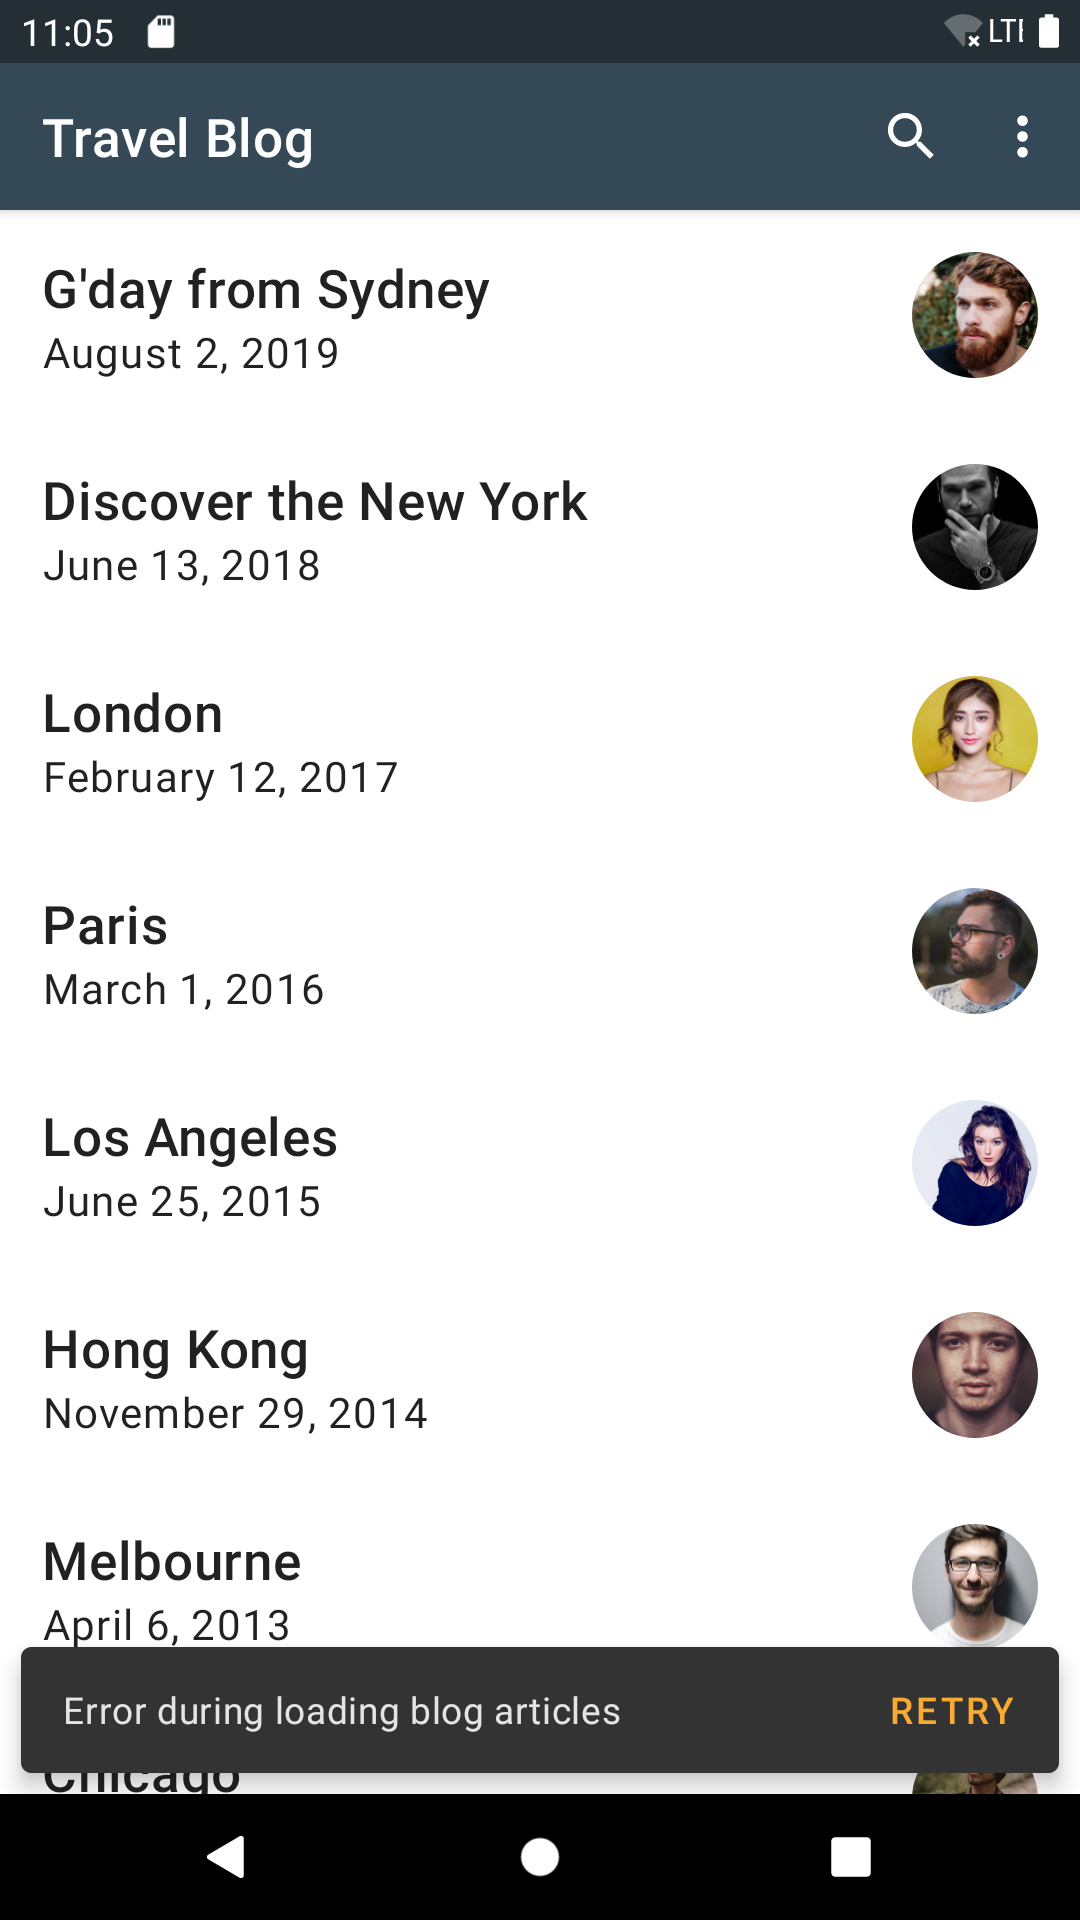 11:05
LTE
Travel Blog
G'day from Sydney
August 2, 2019
Discover the New York
June 13, 2018
London
February 12, 2017
Paris
March 1, 2016
Los Angeles
June 25, 2015
Hong Kong
November 29, 2014
Melbourne
April 6, 2013
Error during loading blog articles
RETRY
Chicago